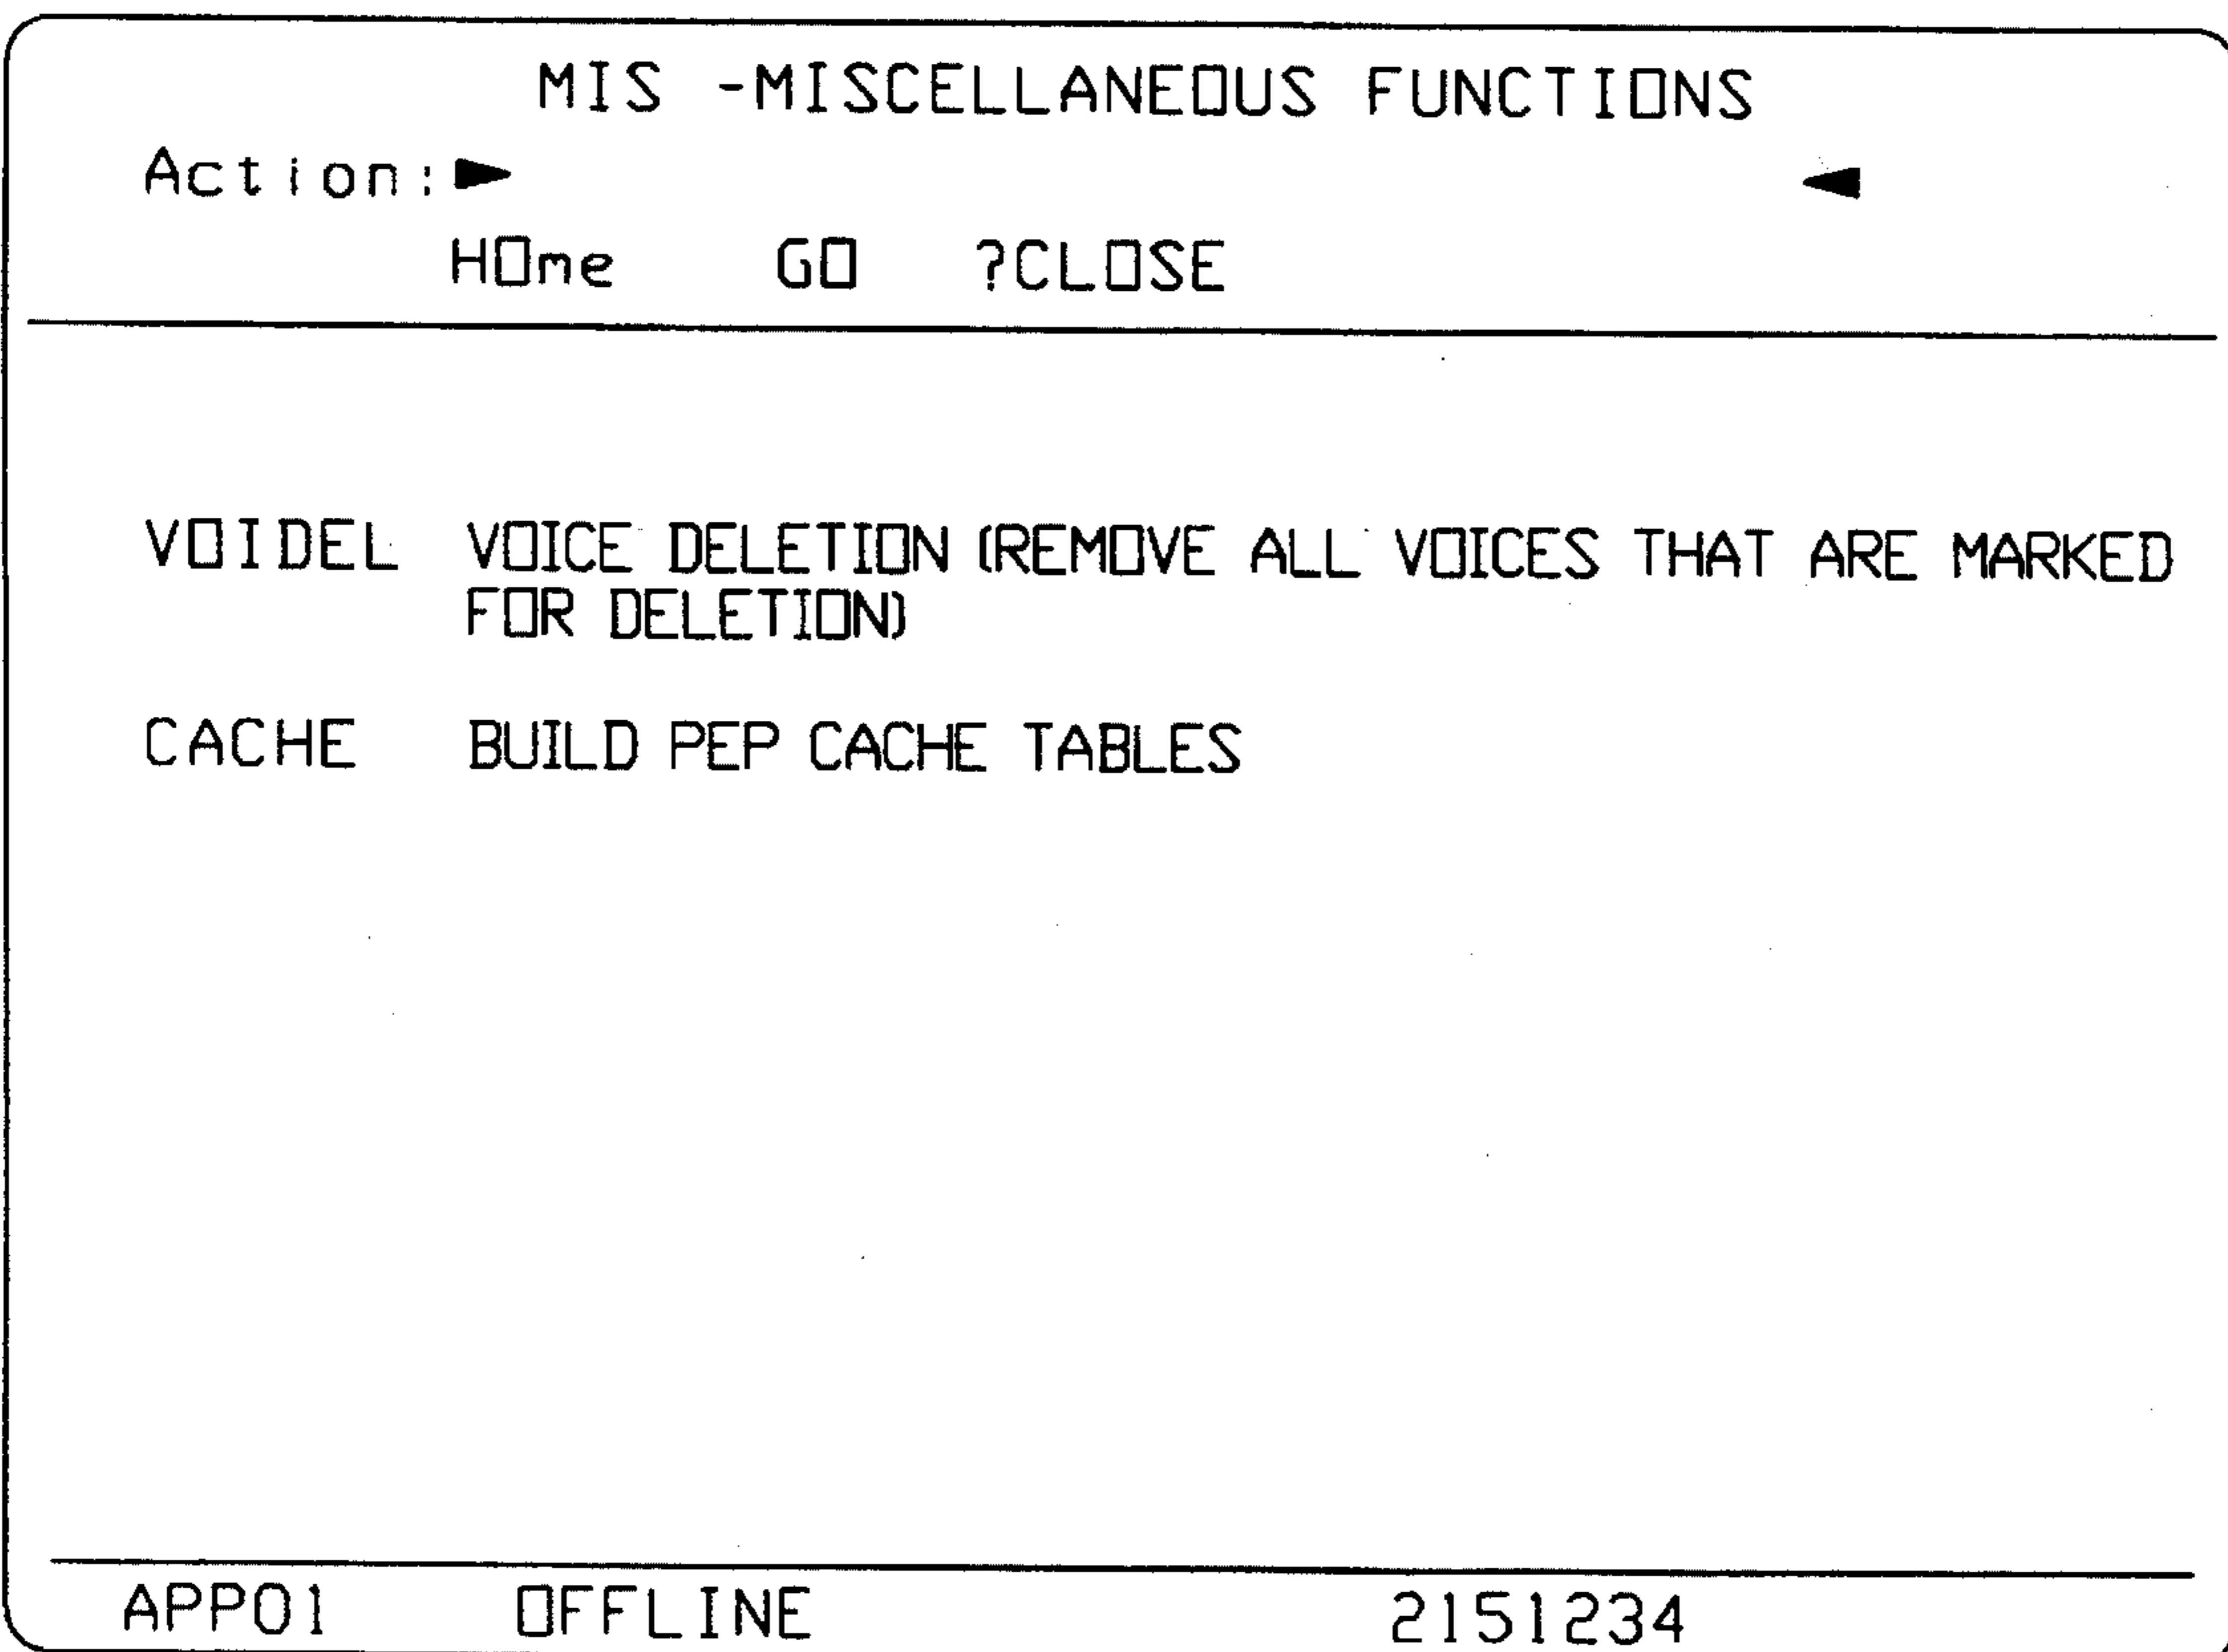 MIS -MISCELLANEOUS FUNCTIONS
Action:►                    ◄
HOme GO ?CLOSE
VOIDEL VOICE DELETION (REMOVE ALL VOICES THAT ARE MARKED
FOR DELETION)
CACHE BUILD PEP CACHE TABLES
APP01 OFFLINE 2151234